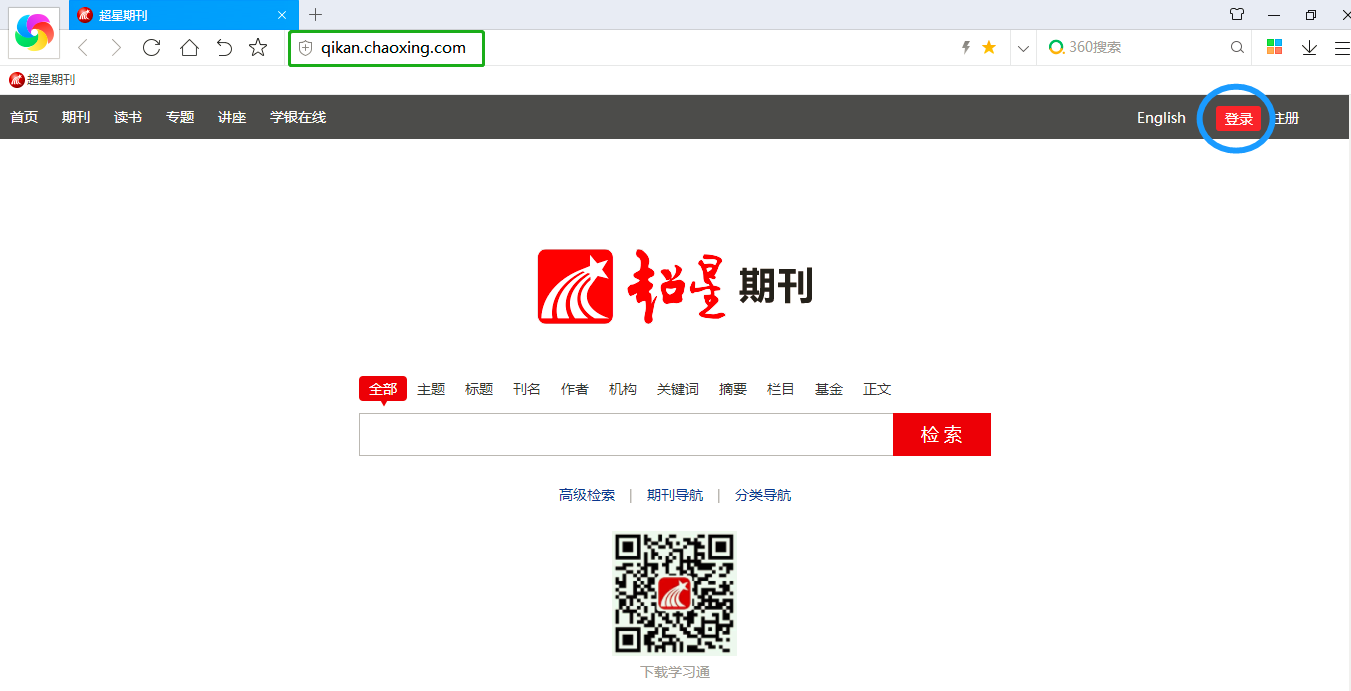 超星期刊
qikan.chaoxing.com
360搜索
超星期刊
首页 期刊 读书 专题 讲座 学银在线 English 登录 注册
超星期刊
全部 主题 标题 刊名 作者 机构 关键词 摘要 栏目 基金 正文
检索
高级检索 | 期刊导航 | 分类导航
下载学习通